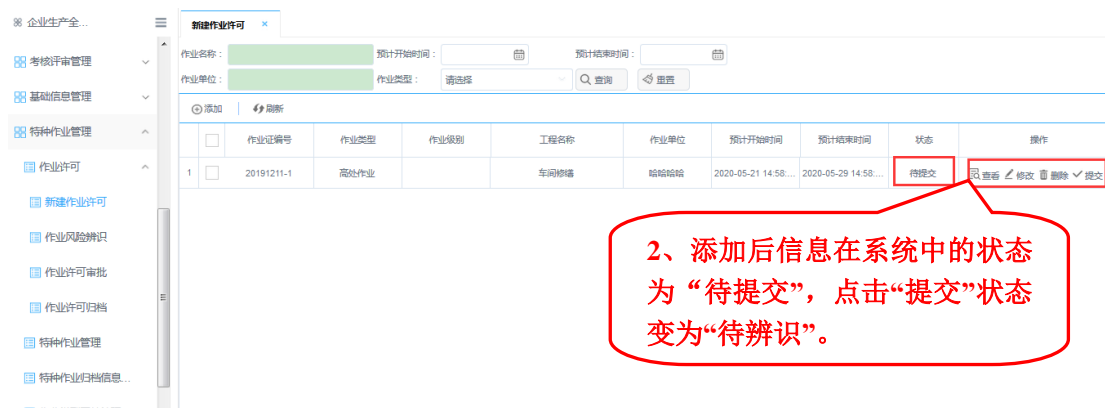 企业生产全...
新建作业许可 ×
作业名称：
预计开始时间：
预计结束时间：
作业单位：
作业类型： 请选择
查询
重置
添加
刷新
考核评审管理
基础信息管理
特种作业管理
作业许可
新建作业许可
作业风险辨识
作业许可审批
作业许可归档
特种作业管理
特种作业归档信息...
作业证编号 作业类型 作业级别 工程名称 作业单位 预计开始时间 预计结束时间 状态 操作
1 20191211-1 高处作业 车间修缮 哈哈哈哈 2020-05-21 14:58:... 2020-05-29 14:58:... 待提交 查看 修改 删除 提交
2、添加后信息在系统中的状态
为“待提交”，点击“提交”状态
变为“待辨识”。